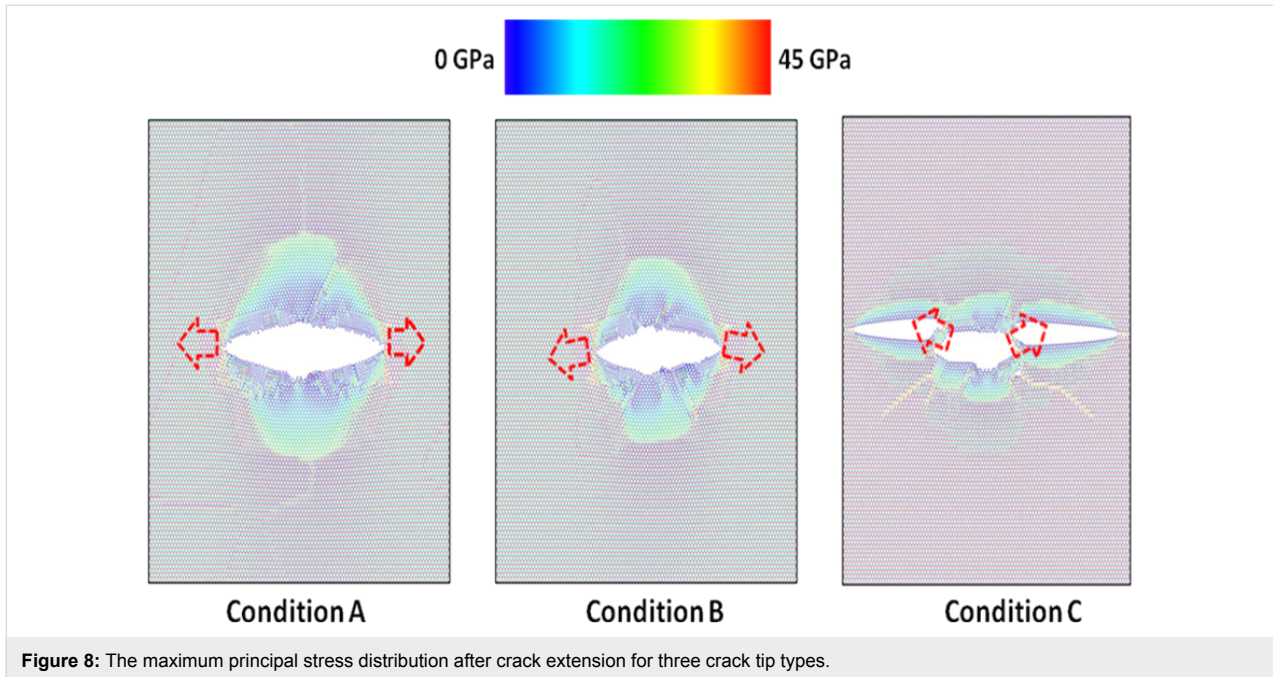 0 GPa 45 GPa
Condition A Condition B Condition C
Figure 8: The maximum principal stress distribution after crack extension for three crack tip types.